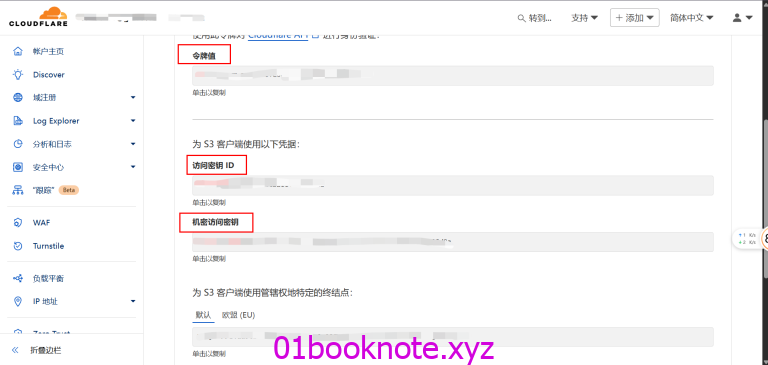 CLOUDFLARE
转到...
支持
+ 添加
简体中文
使用此令牌对 Cloudflare API 进行身份验证:
帐户主页
Discover
域注册
Log Explorer
分析和日志
安全中心
"跟踪" Beta
WAF
Turnstile
负载平衡
IP 地址
Zero Trust
折叠边栏
令牌值
单击以复制
为 S3 客户端使用以下凭据:
访问密钥 ID
单击以复制
机密访问密钥
单击以复制
为 S3 客户端使用管辖权地特定的终结点:
默认 欧盟 (EU)
单击以复制
01booknote.xyz